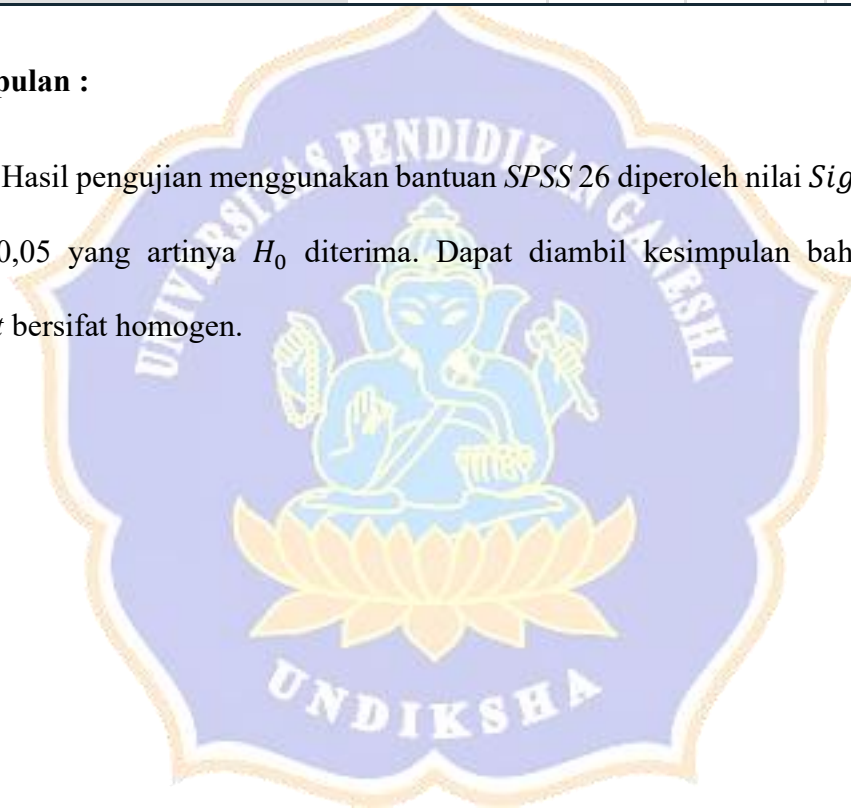 pulan :
Hasil pengujian menggunakan bantuan SPSS 26 diperoleh nilai Sig
0,05 yang artinya H₀ diterima. Dapat diambil kesimpulan bah
t bersifat homogen.
UNIVERSITAS PENDIDIKAN GANESHA
UNDIKSHA